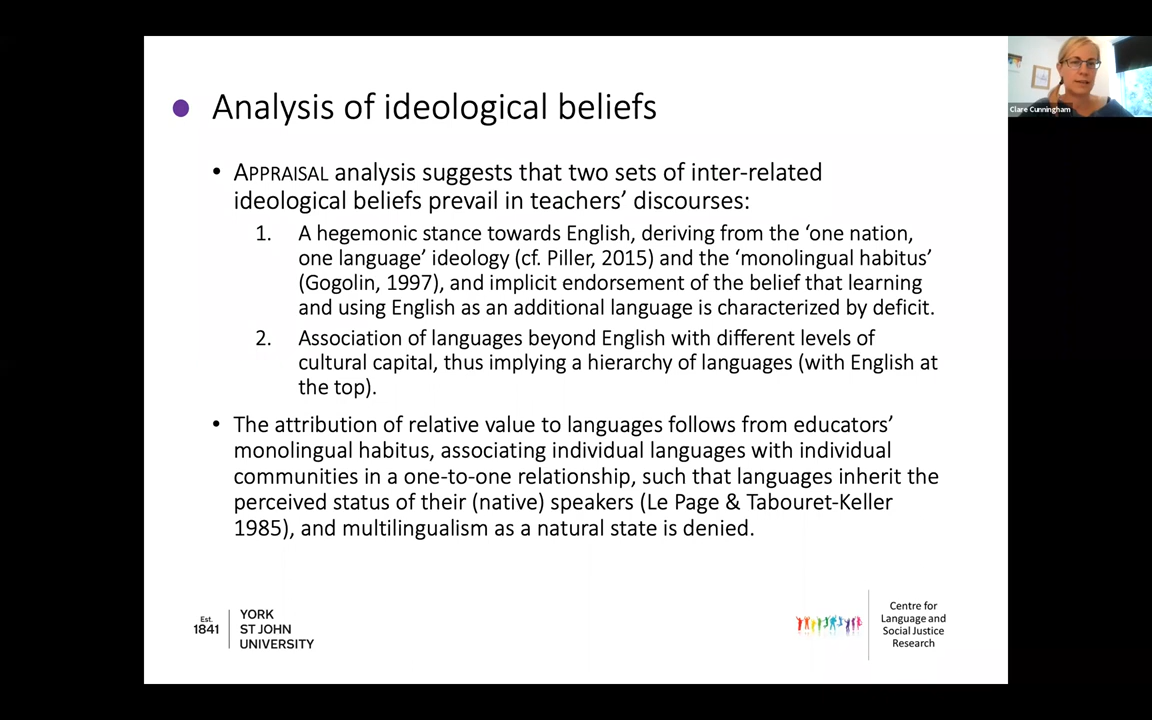 Analysis of ideological beliefs
• APPRAISAL analysis suggests that two sets of inter-related
ideological beliefs prevail in teachers’ discourses:
1. A hegemonic stance towards English, deriving from the ‘one nation,
one language’ ideology (cf. Piller, 2015) and the ‘monolingual habitus’
(Gogolin, 1997), and implicit endorsement of the belief that learning
and using English as an additional language is characterized by deficit.
2. Association of languages beyond English with different levels of
cultural capital, thus implying a hierarchy of languages (with English at
the top).
• The attribution of relative value to languages follows from educators’
monolingual habitus, associating individual languages with individual
communities in a one-to-one relationship, such that languages inherit the
perceived status of their (native) speakers (Le Page & Tabouret-Keller
1985), and multilingualism as a natural state is denied.
Est.
1841
YORK
ST JOHN
UNIVERSITY
Centre for
Language and
Social Justice
Research
Clare Cunningham